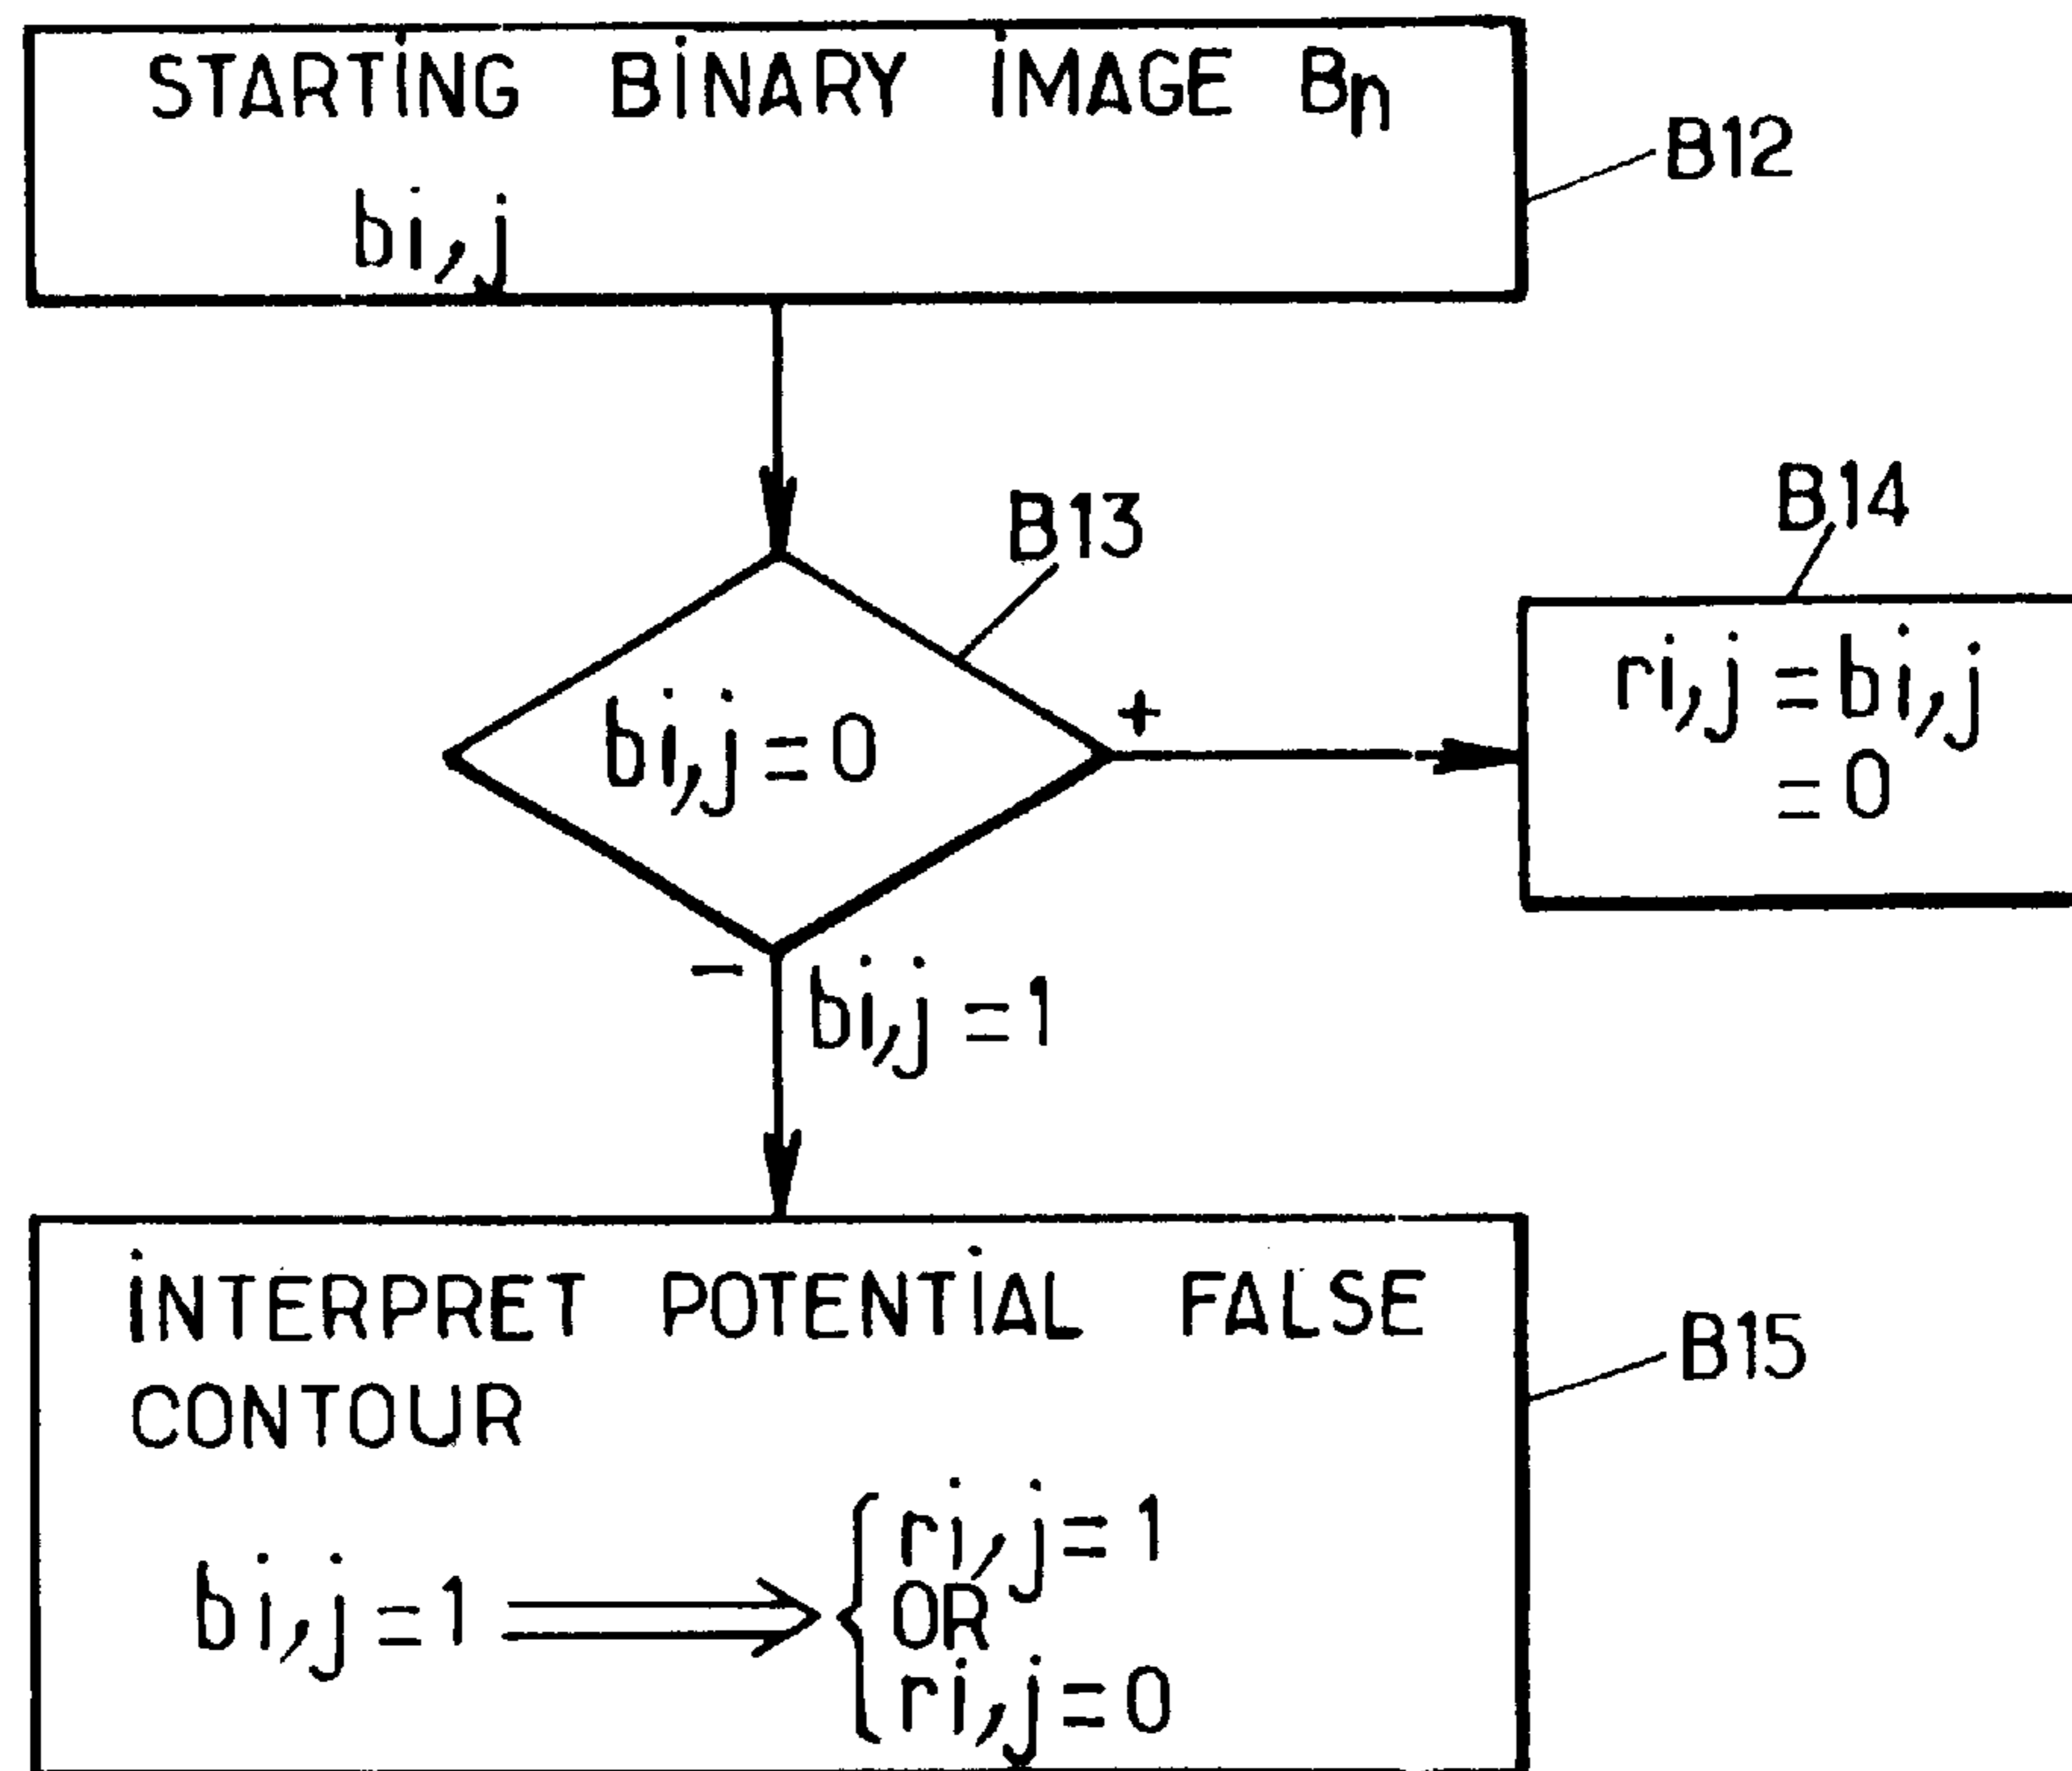 STARTING BINARY IMAGE Bn
bi,j
B12
B13
B14
bi,j=0
+
ri,j=bi,j
=0
−
bi,j=1
INTERPRET POTENTIAL FALSE
CONTOUR
B15
bi,j=1 ⟹
ri,j=1
OR
ri,j=0